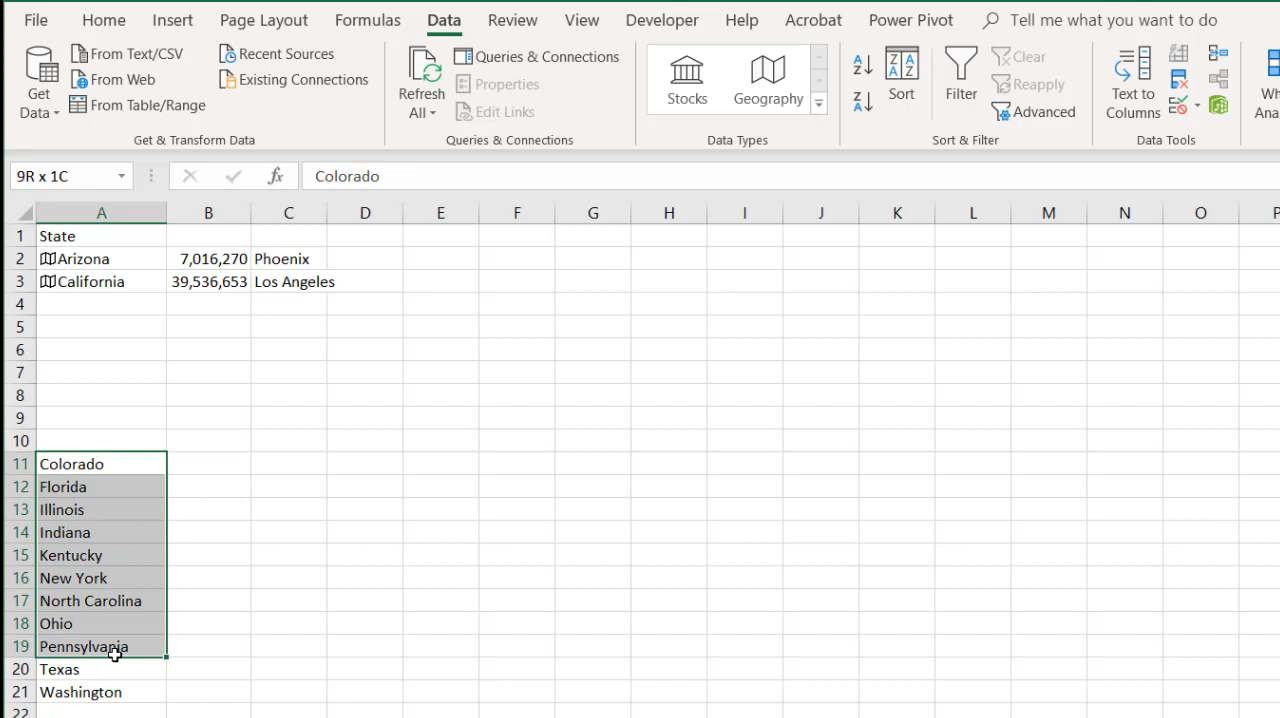 File Home Insert Page Layout Formulas Data Review View Developer Help Acrobat Power Pivot Tell me what you want to do
Get Data
From Text/CSV
From Web
From Table/Range
Recent Sources
Existing Connections
Get & Transform Data
Refresh All
Queries & Connections
Properties
Edit Links
Queries & Connections
Stocks
Geography
Data Types
A Z
Z A
Z A A Z
Sort
Filter
Clear
Reapply
Advanced
Sort & Filter
Text to Columns
Data Tools
9R x 1C fx Colorado
A B C D E F G H I J K L M N O P
1 State
2 Arizona 7,016,270 Phoenix
3 California 39,536,653 Los Angeles
4
5
6
7
8
9
10
11 Colorado
12 Florida
13 Illinois
14 Indiana
15 Kentucky
16 New York
17 North Carolina
18 Ohio
19 Pennsylvania
20 Texas
21 Washington
22